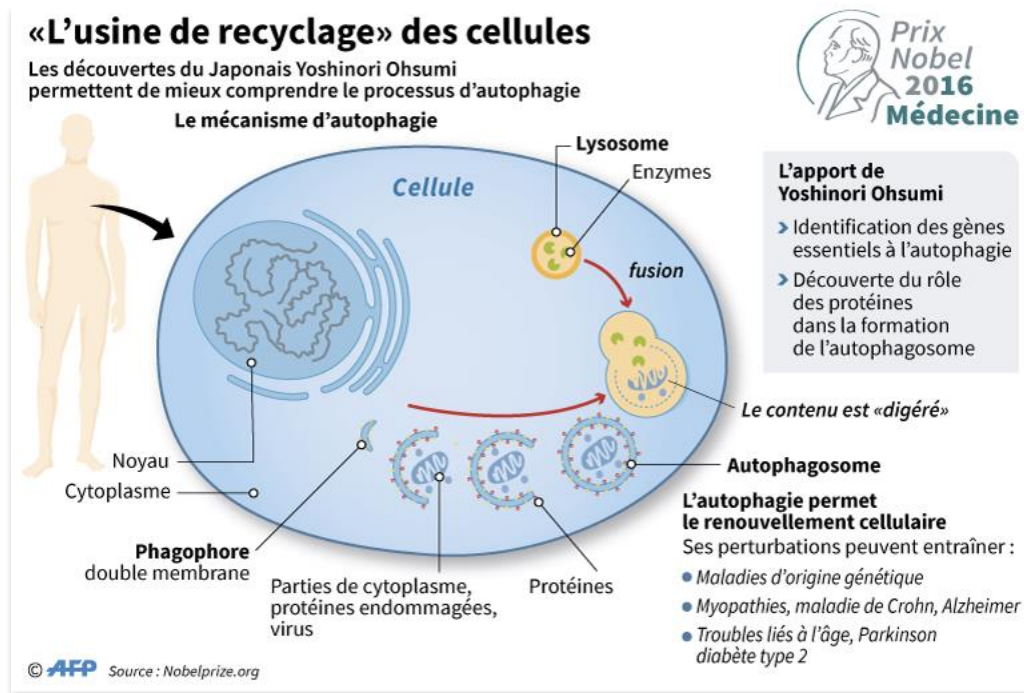 «L'usine de recyclage» des cellules
Les découvertes du Japonais Yoshinori Ohsumi
permettent de mieux comprendre le processus d'autophagie
Prix
Nobel
2016
Médecine
Le mécanisme d'autophagie
Cellule
Lysosome
Enzymes
fusion
L'apport de
Yoshinori Ohsumi
Identification des gènes
essentiels à l'autophagie
Découverte du rôle
des protéines
dans la formation
de l'autophagosome
Le contenu est «digéré»
Noyau
Cytoplasme
Phagophore
double membrane
Parties de cytoplasme,
protéines endommagées,
virus
Protéines
Autophagosome
L'autophagie permet
le renouvellement cellulaire
Ses perturbations peuvent entraîner :
Maladies d'origine génétique
Myopathies, maladie de Crohn, Alzheimer
Troubles liés à l'âge, Parkinson
diabète type 2
© AFP Source : Nobelprize.org